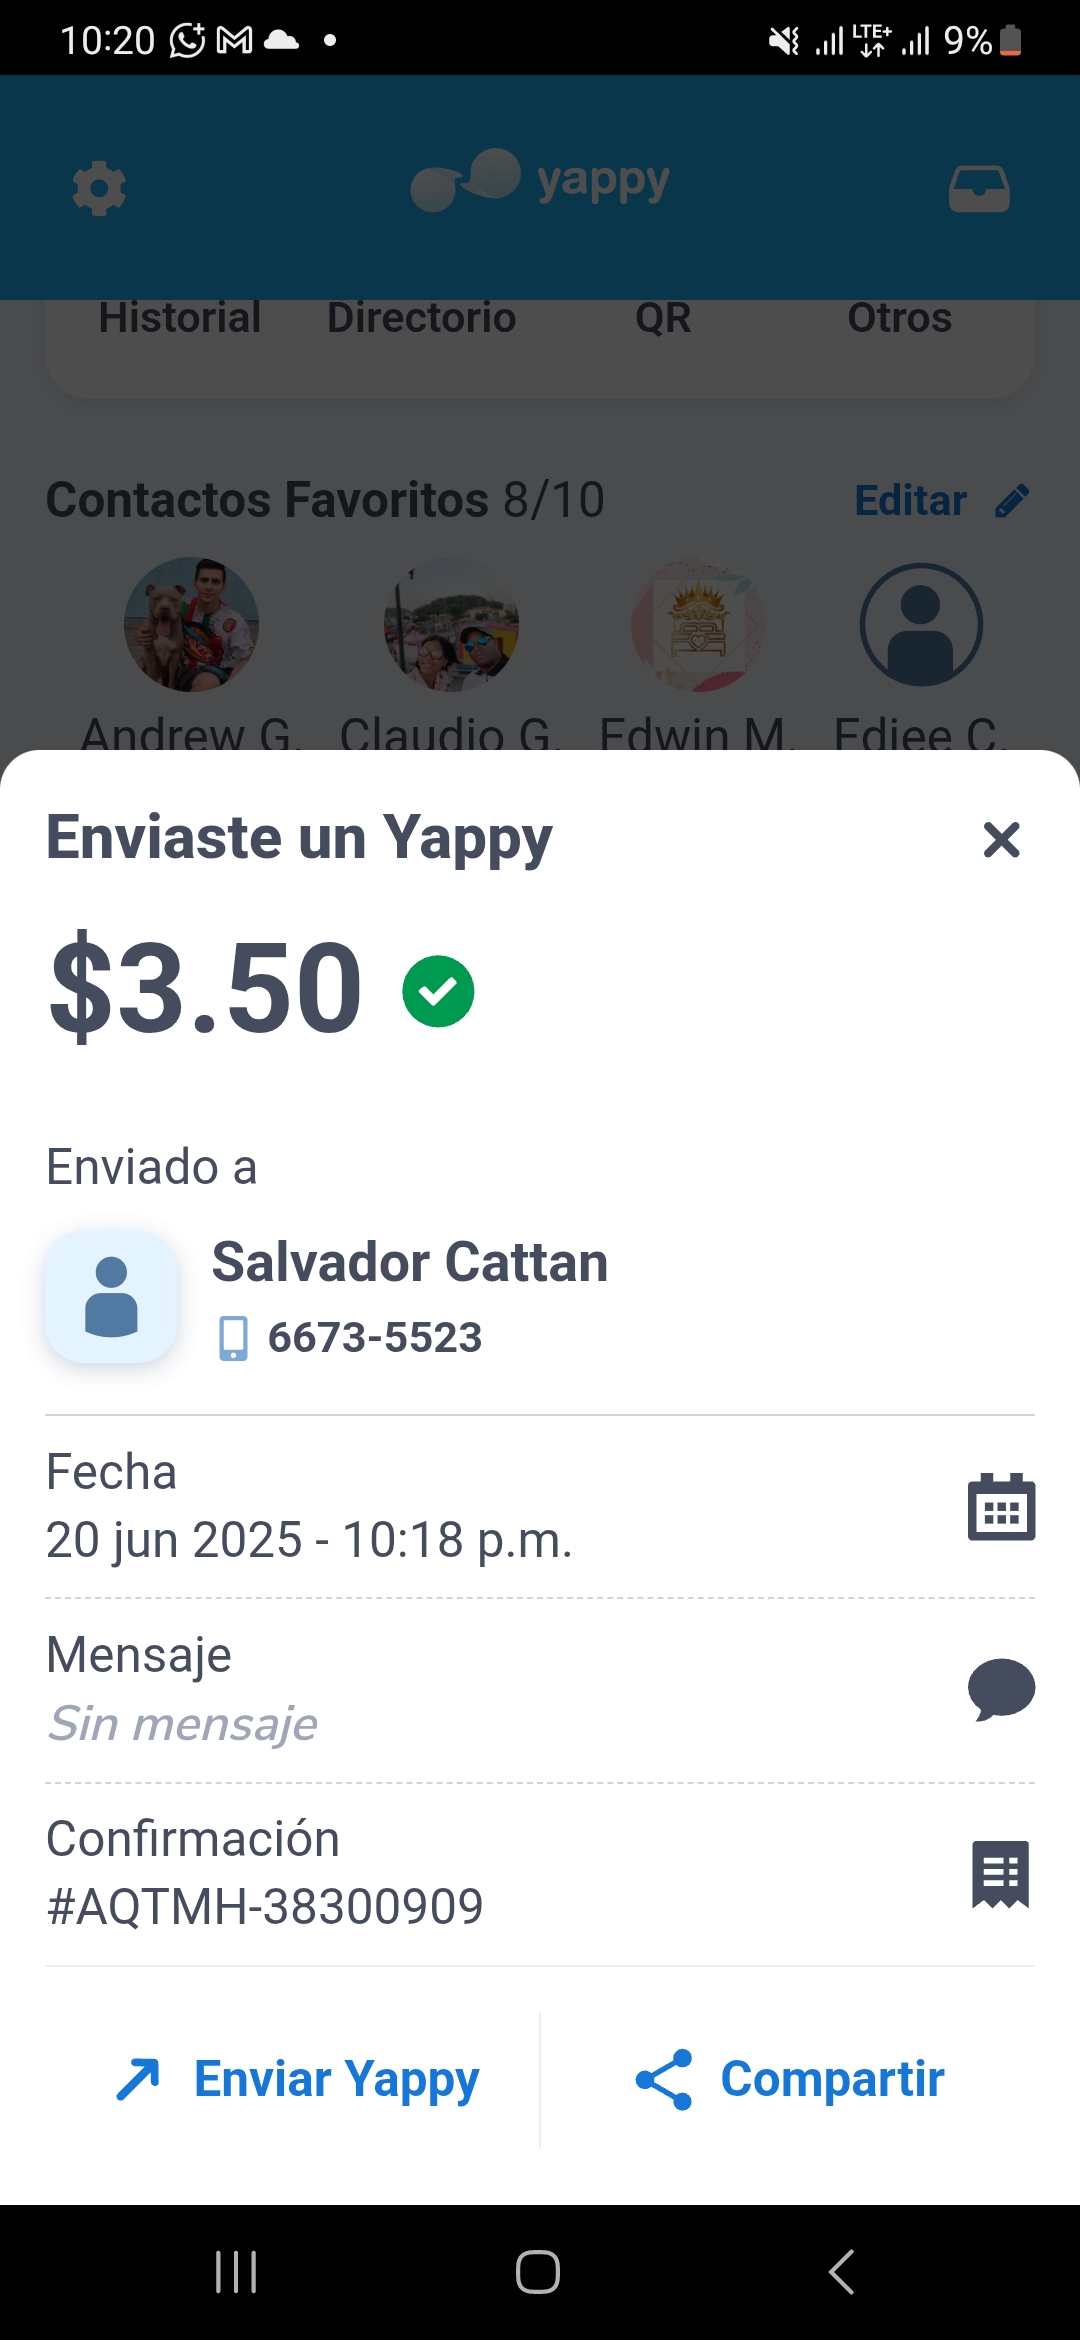 10:20
LTE+
9%
yappy
Historial
Directorio
QR
Otros
Contactos Favoritos 8/10
Editar
Andrew G.
Claudio G.
Edwin M.
Ediee C.
Enviaste un Yappy
$3.50
Enviado a
Salvador Cattan
6673-5523
Fecha
20 jun 2025 - 10:18 p.m.
Mensaje
Sin mensaje
Confirmación
#AQTMH-38300909
Enviar Yappy
Compartir